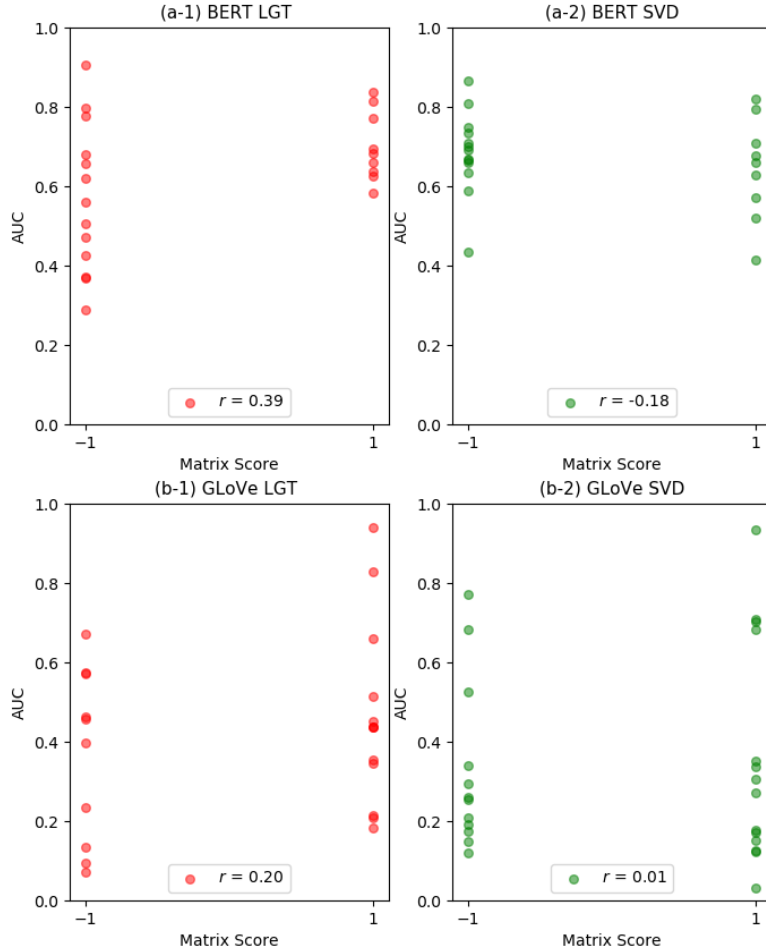 (a-1) BERT LGT
(a-2) BERT SVD
1.0
0.8
0.6
0.4
0.2
0.0
AUC
−1
1
Matrix Score
r = 0.39
1.0
0.8
0.6
0.4
0.2
0.0
AUC
−1
1
Matrix Score
r = -0.18
(b-1) GLoVe LGT
(b-2) GLoVe SVD
1.0
0.8
0.6
0.4
0.2
0.0
AUC
−1
1
Matrix Score
r = 0.20
1.0
0.8
0.6
0.4
0.2
0.0
AUC
−1
1
Matrix Score
r = 0.01